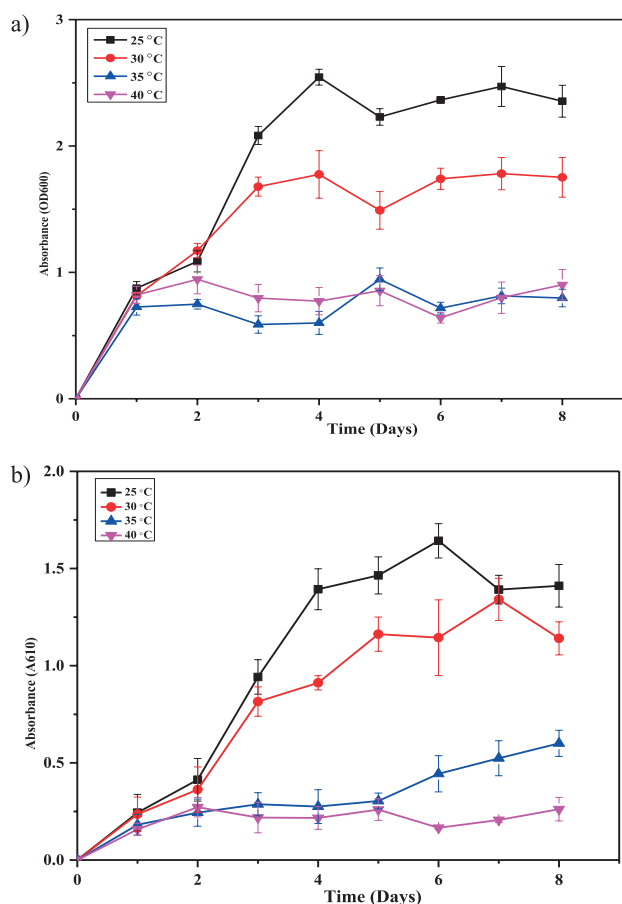 a)
3
2
1
0
Absorbance (OD600)
25 °C
30 °C
35 °C
40 °C
0 2 4 6 8
Time (Days)
b)
2.0
1.5
1.0
0.5
0.0
Absorbance (A610)
25 °C
30 °C
35 °C
40 °C
0 2 4 6 8
Time (Days)